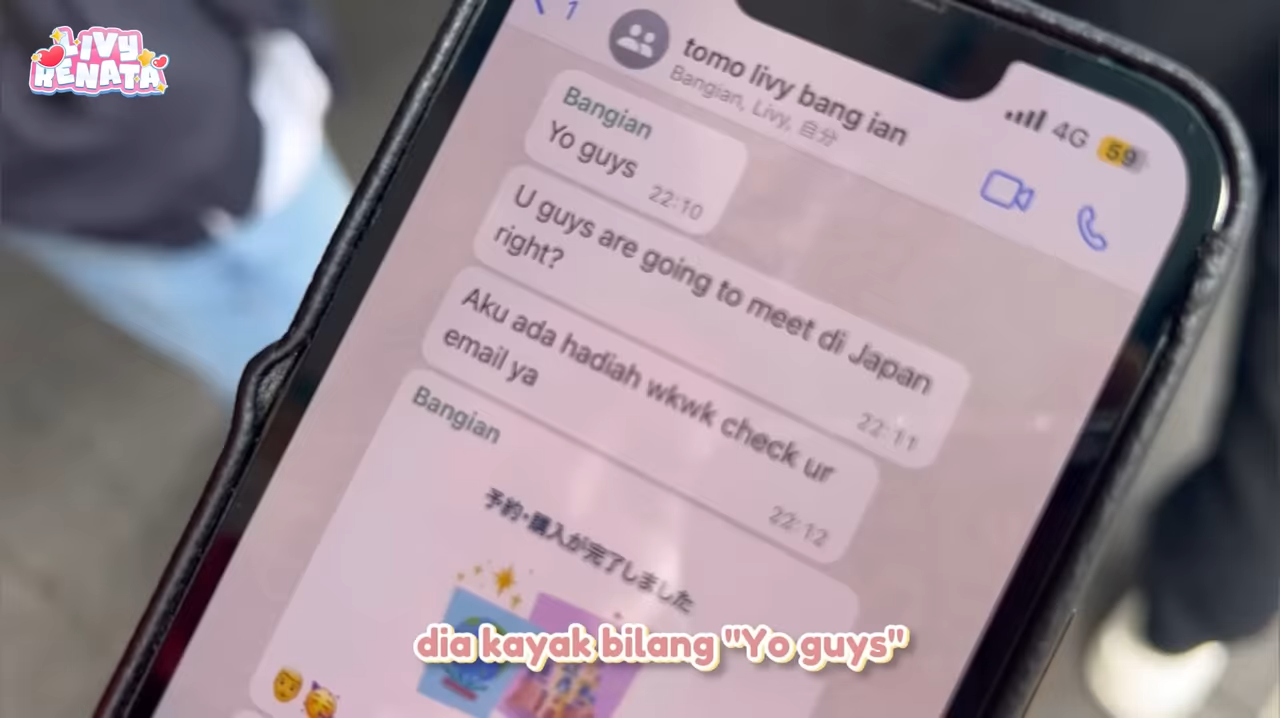 LIVY
RENATA
1
tomo livy bang ian
Bangian, Livy, 自分
4G 59
Bangian
Yo guys
22:10
U guys are going to meet di Japan
right?
22:11
Aku ada hadiah wkwk check ur
email ya
22:12
Bangian
予約・購入が完了しました
dia kayak bilang "Yo guys"